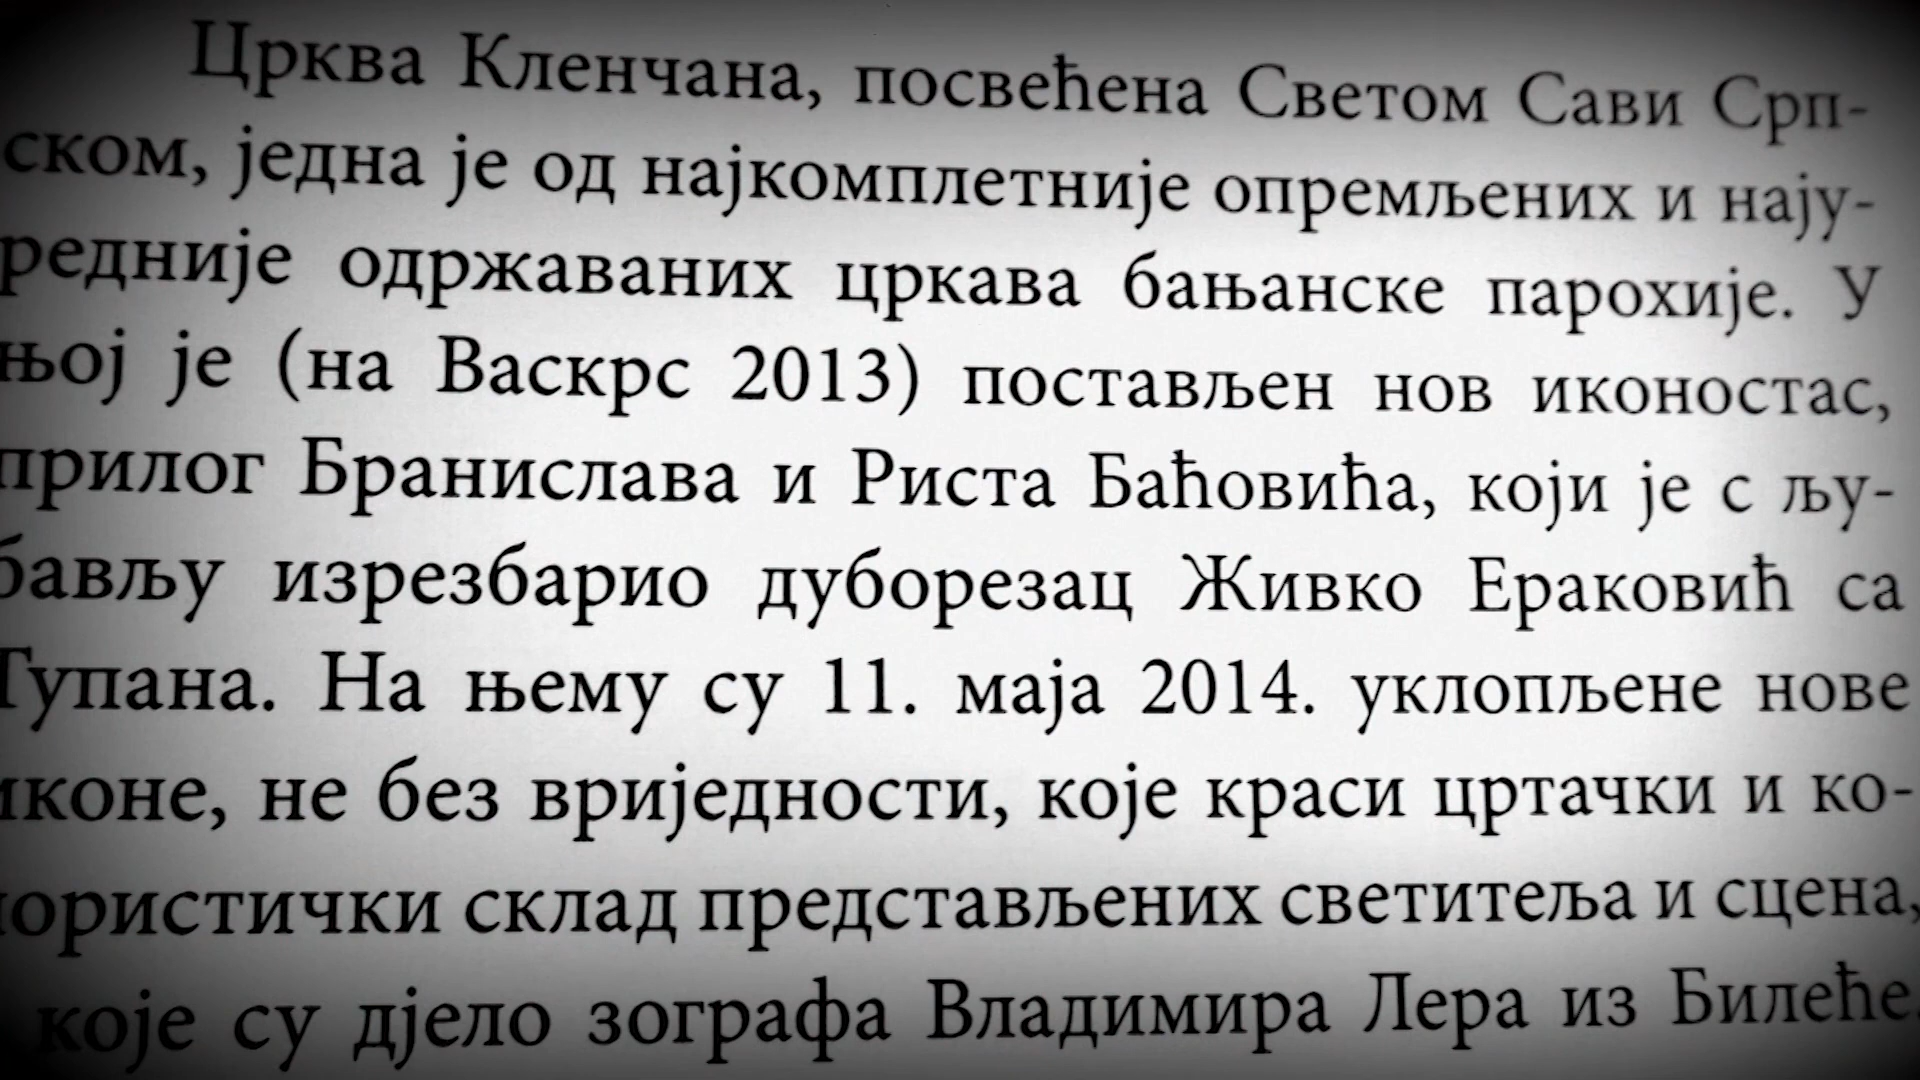 Црква Кленчана, посвећена Светом Сави Срп-
ском, једна је од најкомплетније опремљених и нају-
редније одржаваних цркава бањанске парохије. У
њој је (на Васкрс 2013) постављен нов иконостас,
прилог Бранислава и Риста Баћовића, који је с љу-
бављу изрезбарио дуборезац Живко Ераковић са
Тупана. На њему су 11. маја 2014. уклопљене нове
иконе, не без вриједности, које краси цртачки и ко-
лористички склад представљених светитеља и сцена,
које су дјело зографа Владимира Лера из Билеће.